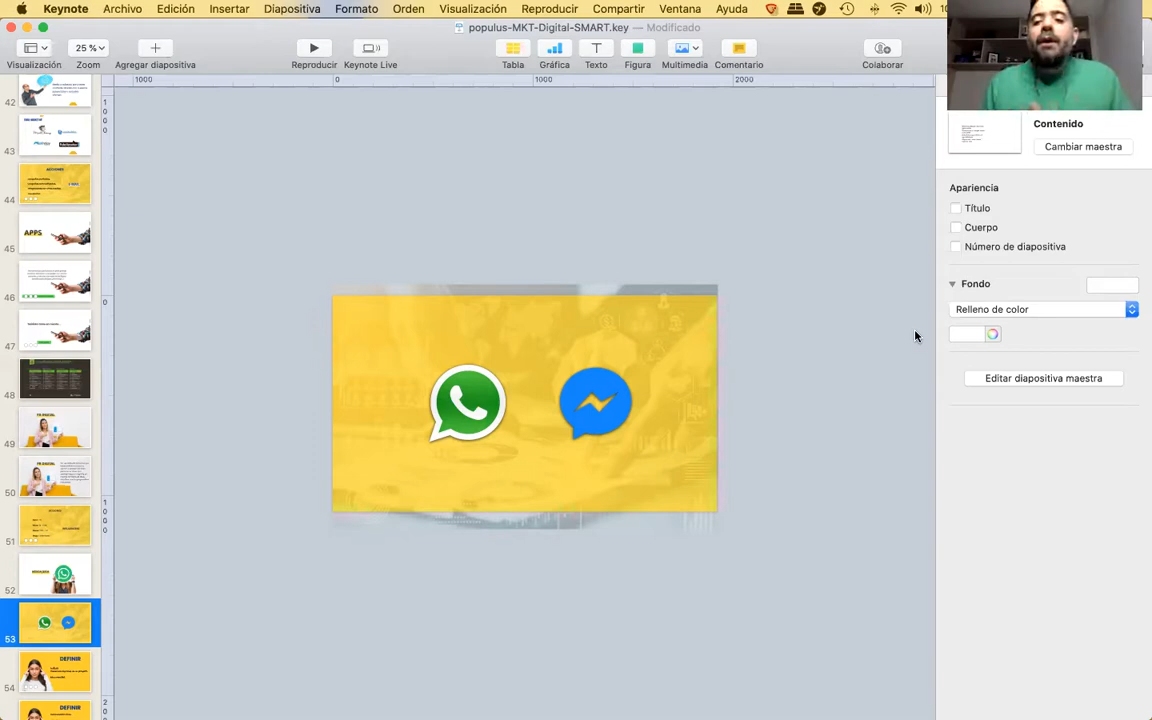 Keynote Archivo Edición Insertar Diapositiva Formato Orden Visualización Reproducir Compartir Ventana Ayuda
populus-MKT-Digital-SMART.key — Modificado
25 %
Visualización Zoom Agregar diapositiva Reproducir Keynote Live Tabla Gráfica Texto Figura Multimedia Comentario Colaborar
1000 0 1000 2000
42
43
ACCIONES
44
APPS
45
46
47
48
49
50
51
52
53
DEFINIR
54
DEFINIR
Contenido
Cambiar maestra
Apariencia
Título
Cuerpo
Número de diapositiva
Fondo
Relleno de color
Editar diapositiva maestra